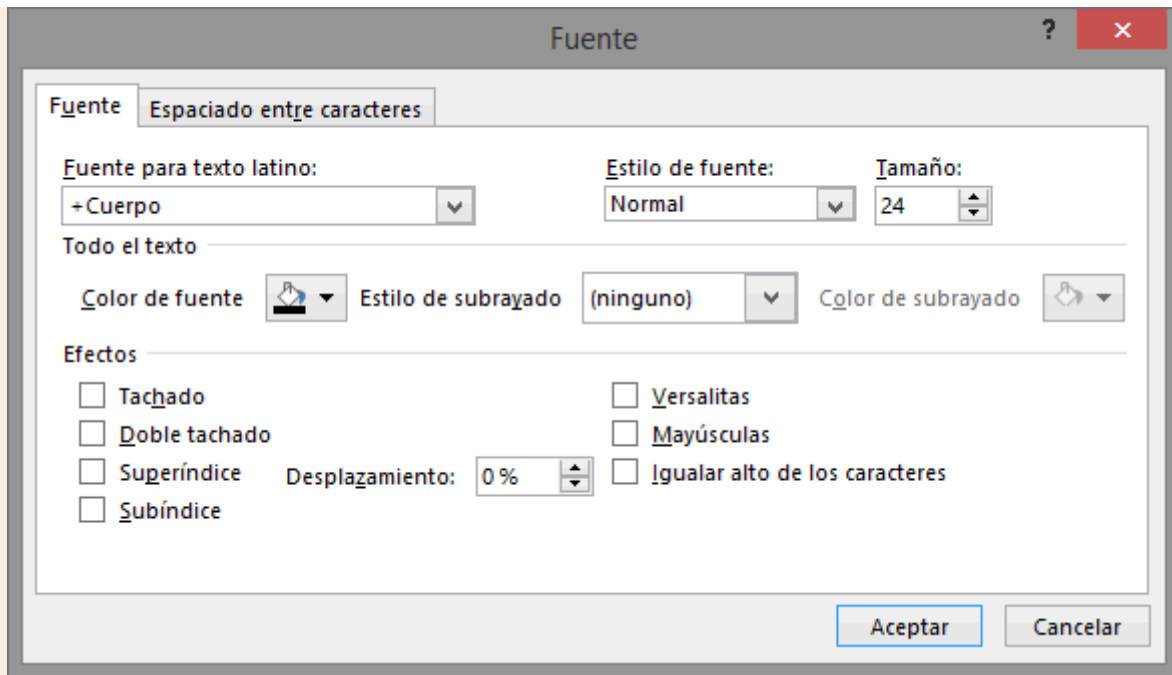 Fuente
?
Fuente Espaciado entre caracteres
Fuente para texto latino: Estilo de fuente: Tamaño:
+Cuerpo Normal 24
Todo el texto
Color de fuente Estilo de subrayado (ninguno) Color de subrayado
Efectos
Tachado Versalitas
Doble tachado Mayúsculas
Superíndice Desplazamiento: 0 % Igualar alto de los caracteres
Subíndice
Aceptar Cancelar